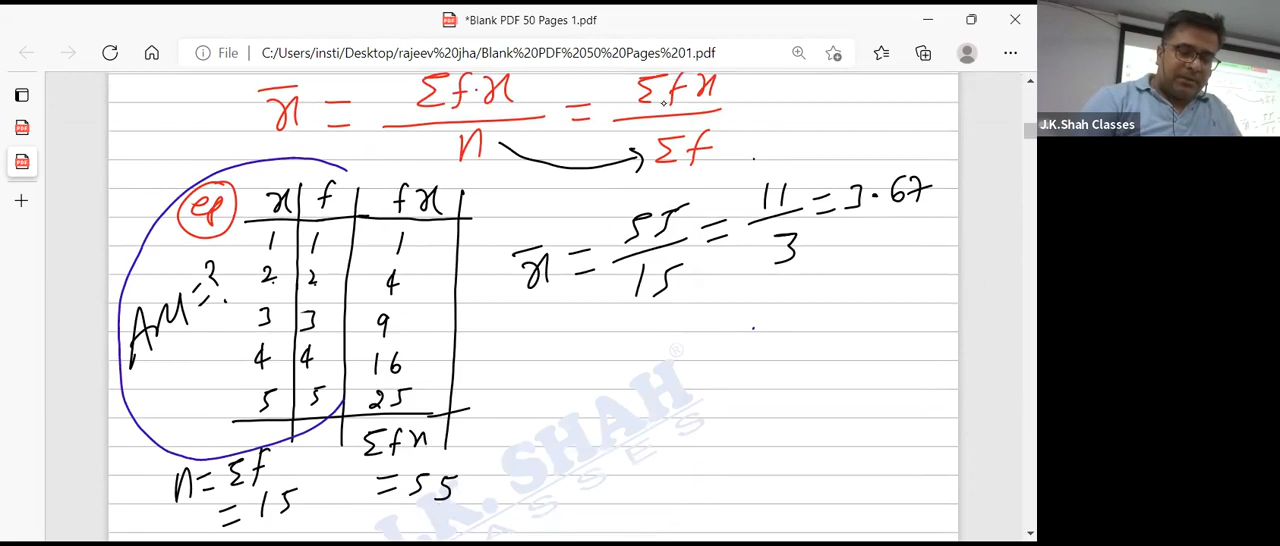 *Blank PDF 50 Pages 1.pdf
File C:/Users/insti/Desktop/rajeev%20jha/Blank%20PDF%2050%20Pages%201.pdf
J.K.Shah Classes
x̄ = Σf·x / n = Σfx / Σf
eg x f fx
1 1 1
2 2 4
3 3 9
4 4 16
5 5 25
AM = ?
Σfx
= 55
n = Σf
= 15
x̄ = 55/15 = 11/3 = 3.67
J.K. SHAH ®
CLASSES